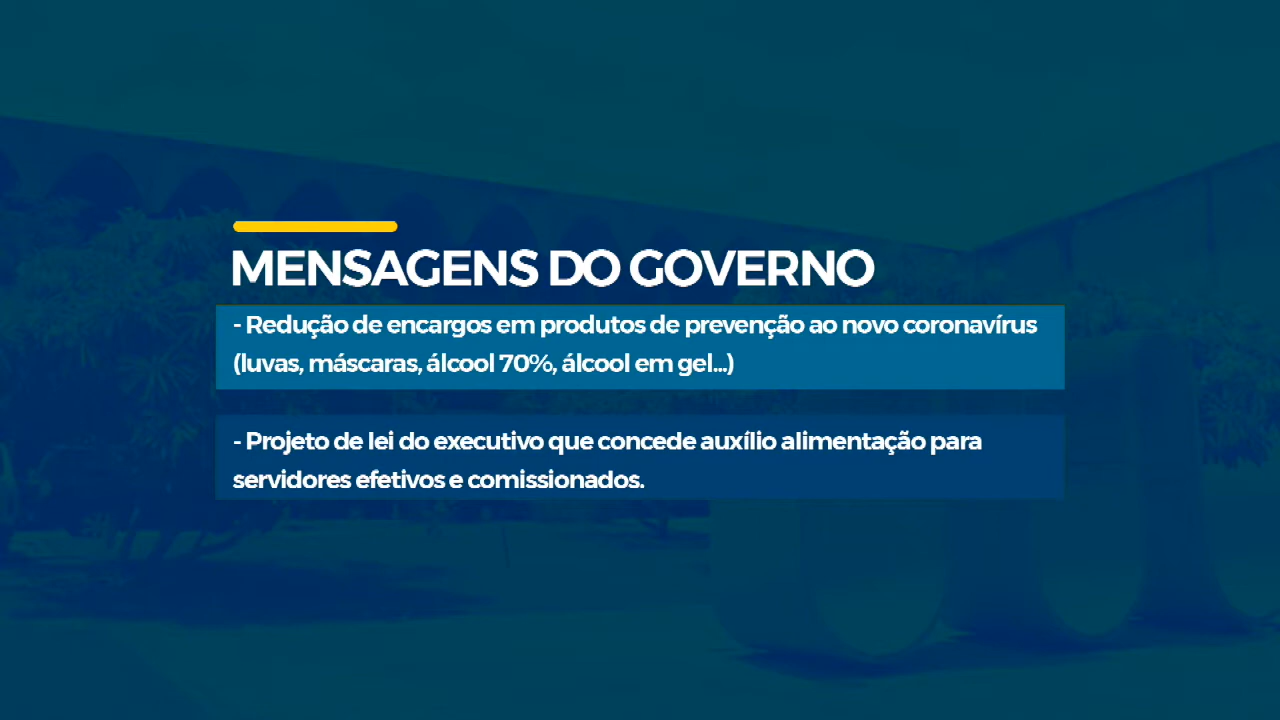 MENSAGENS DO GOVERNO
- Redução de encargos em produtos de prevenção ao novo coronavírus
(luvas, máscaras, álcool 70%, álcool em gel...)
- Projeto de lei do executivo que concede auxílio alimentação para
servidores efetivos e comissionados.